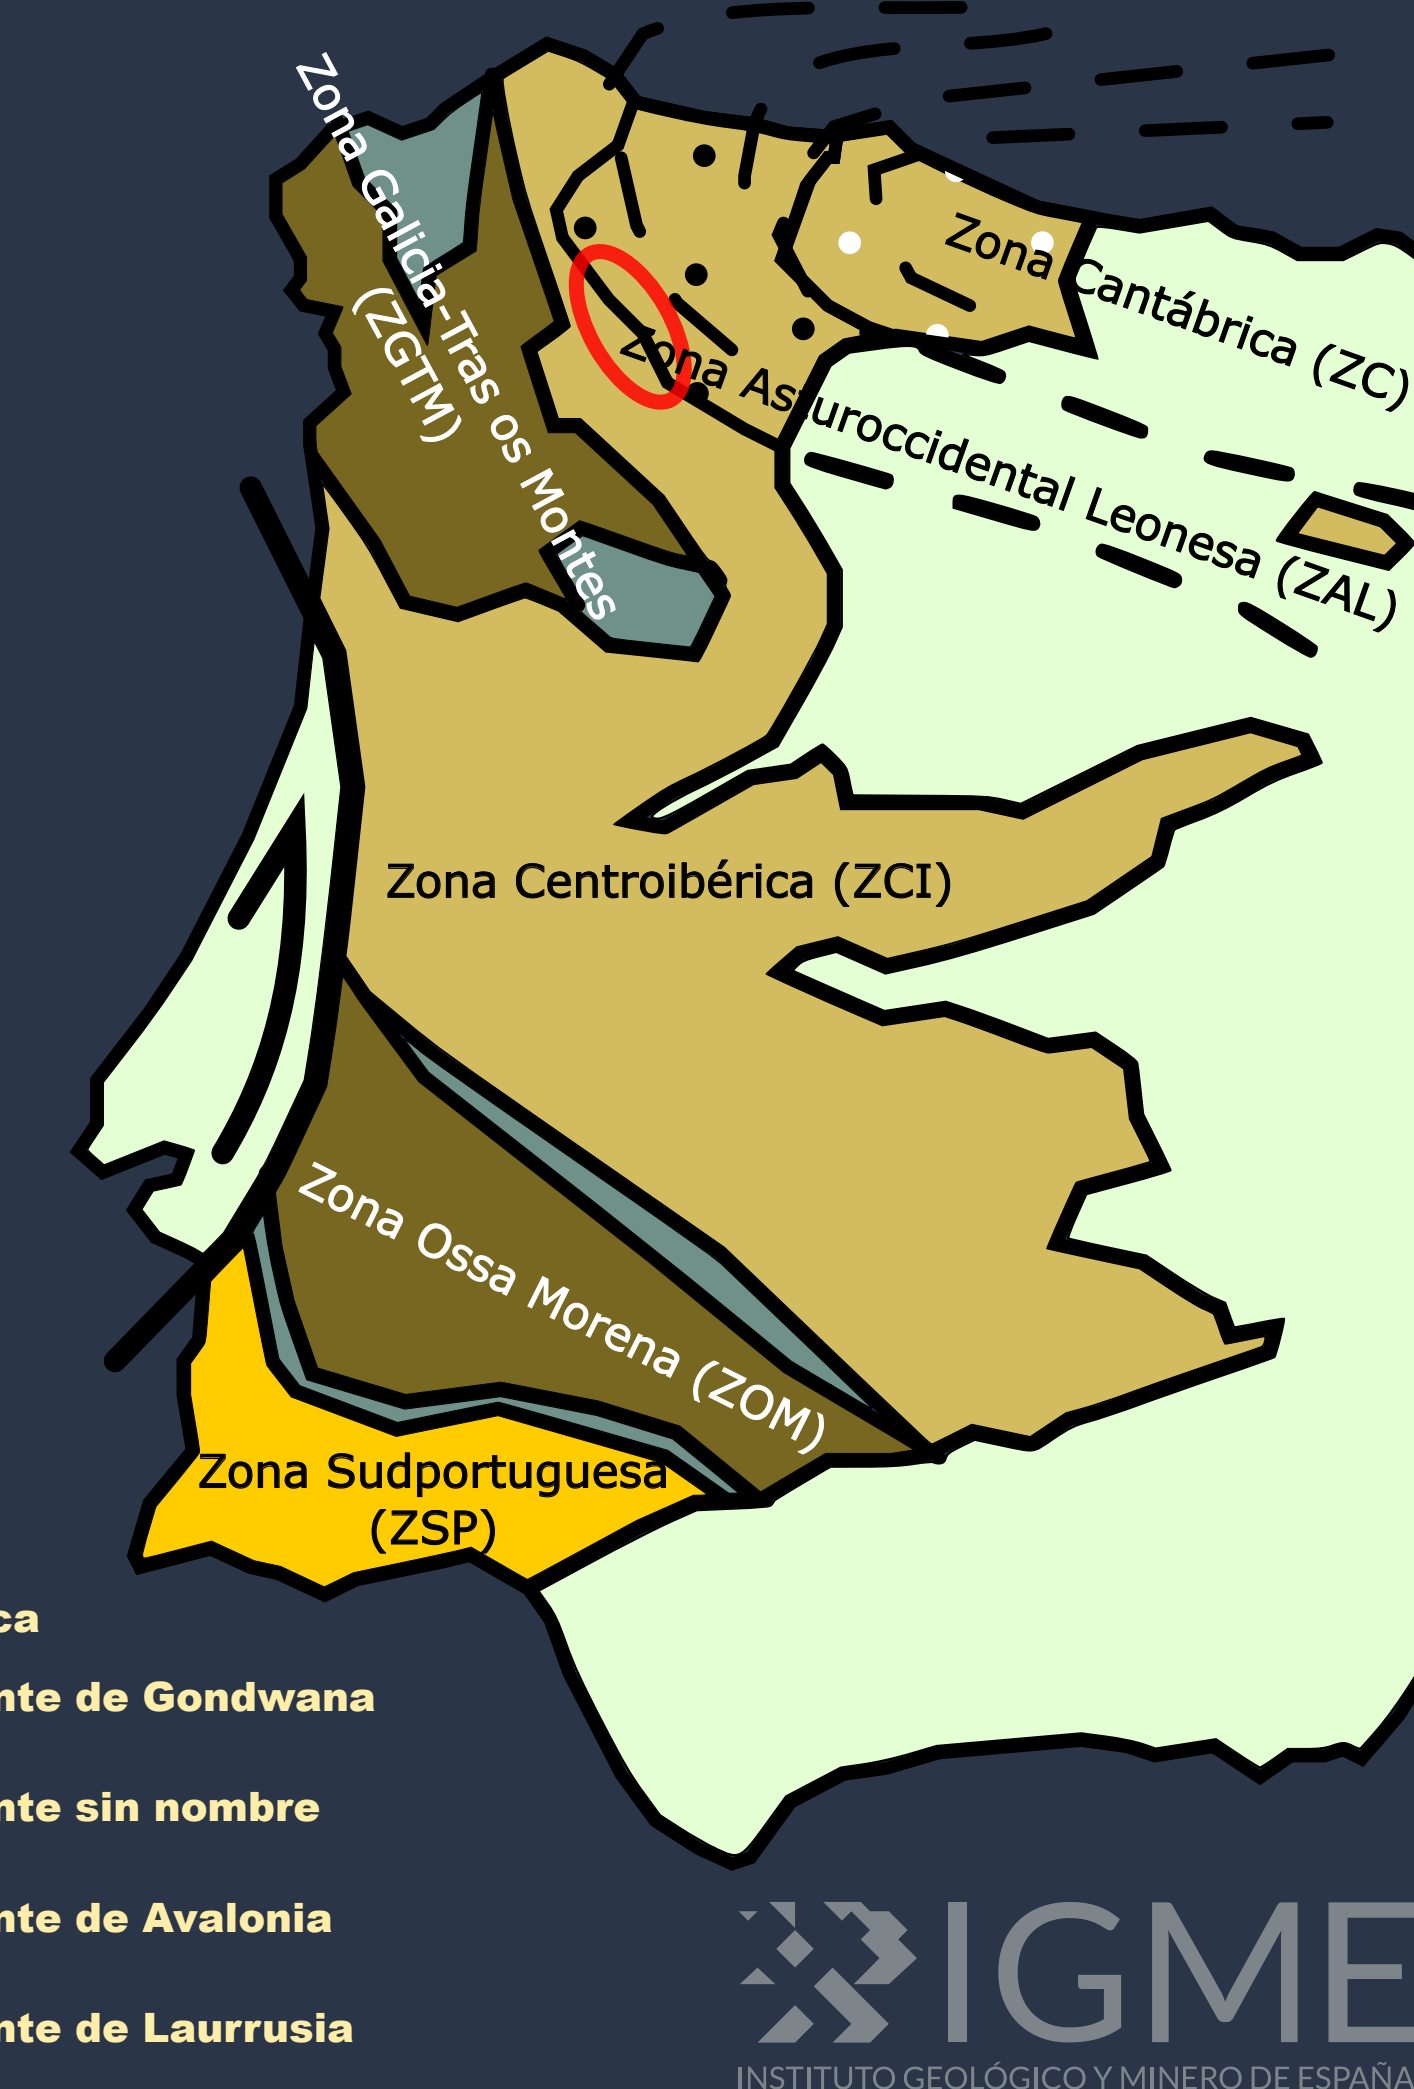 Zona Galicia-Tras os Montes
(ZGTM)
Zona Cantábrica (ZC)
Zona Asturoccidental Leonesa (ZAL)
Zona Centroibérica (ZCI)
Zona Ossa Morena (ZOM)
Zona Sudportuguesa
(ZSP)
ca
nte de Gondwana
nte sin nombre
nte de Avalonia
nte de Laurrusia
IGME
INSTITUTO GEOLÓGICO Y MINERO DE ESPAÑA